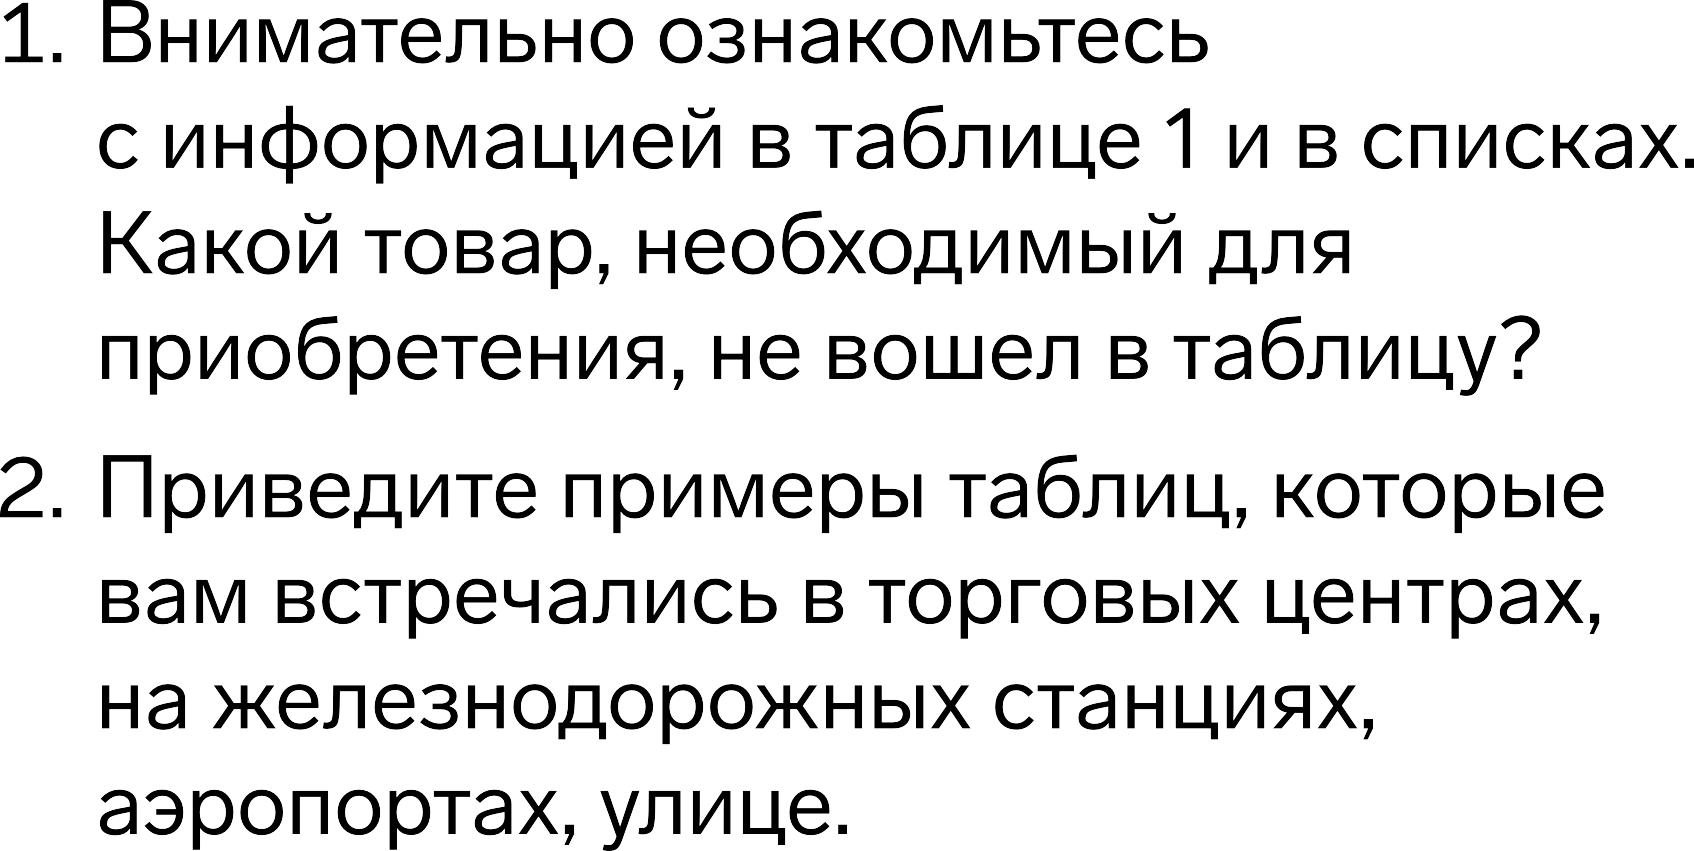 1. Внимательно ознакомьтесь
с информацией в таблице 1 и в списках.
Какой товар, необходимый для
приобретения, не вошел в таблицу?
2. Приведите примеры таблиц, которые
вам встречались в торговых центрах,
на железнодорожных станциях,
аэропортах, улице.